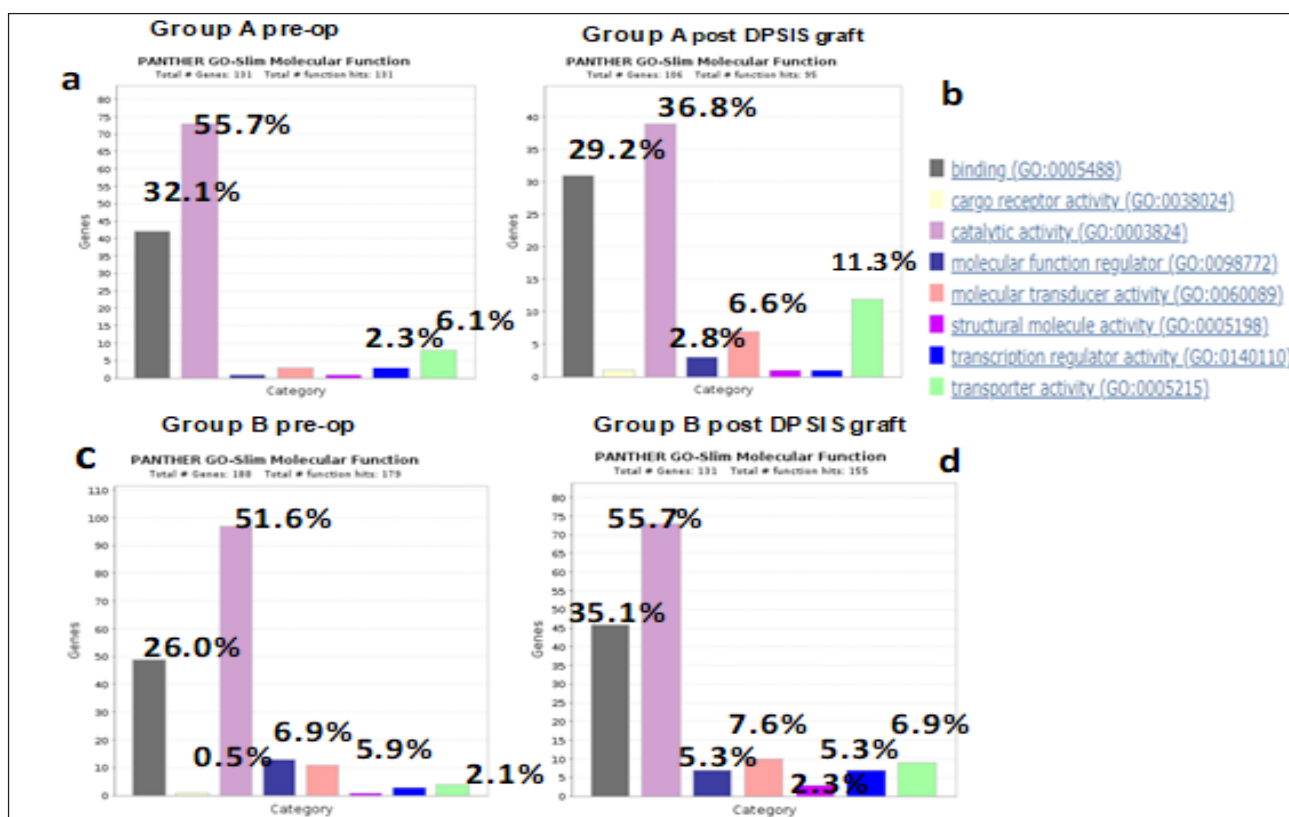 Group A pre-op
PANTHER GO-Slim Molecular Function
Total # Genes: 131 Total # function hits: 131
a
80
75
70
65
60
55
50
45
40
35
30
25
20
15
10
5
0
Genes
55.7%
32.1%
2.3%
6.1%
Category
Group A post DPSIS graft
PANTHER GO-Slim Molecular Function
Total # Genes: 106 Total # function hits: 95
b
40
35
30
25
20
15
10
5
0
Genes
36.8%
29.2%
11.3%
6.6%
2.8%
Category
binding (GO:0005488)
cargo receptor activity (GO:0038024)
catalytic activity (GO:0003824)
molecular function regulator (GO:0098772)
molecular transducer activity (GO:0060089)
structural molecule activity (GO:0005198)
transcription regulator activity (GO:0140110)
transporter activity (GO:0005215)
Group B pre-op
c
PANTHER GO-Slim Molecular Function
Total # Genes: 188 Total # function hits: 179
110
100
90
80
70
60
50
40
30
20
10
0
Genes
51.6%
26.0%
0.5%
6.9%
5.9%
2.1%
Category
Group B post DPSIS graft
d
PANTHER GO-Slim Molecular Function
Total # Genes: 131 Total # function hits: 155
80
75
70
65
60
55
50
45
40
35
30
25
20
15
10
5
0
Genes
55.7%
35.1%
7.6%
6.9%
5.3%
5.3%
2.3%
Category